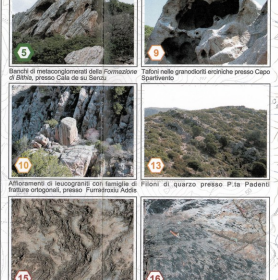 5
9
Banchi di metaconglomerati della Formazione
di Bithia, presso Cala de su Senzu
Tafoni nelle granodioriti erciniche presso Capo
Spartivento
10
13
Affioramenti di leucograniti con famiglie di
fratture ortogonali, presso Furradroxiu Addis
Filoni di quarzo presso P.ta Padenti
15
16